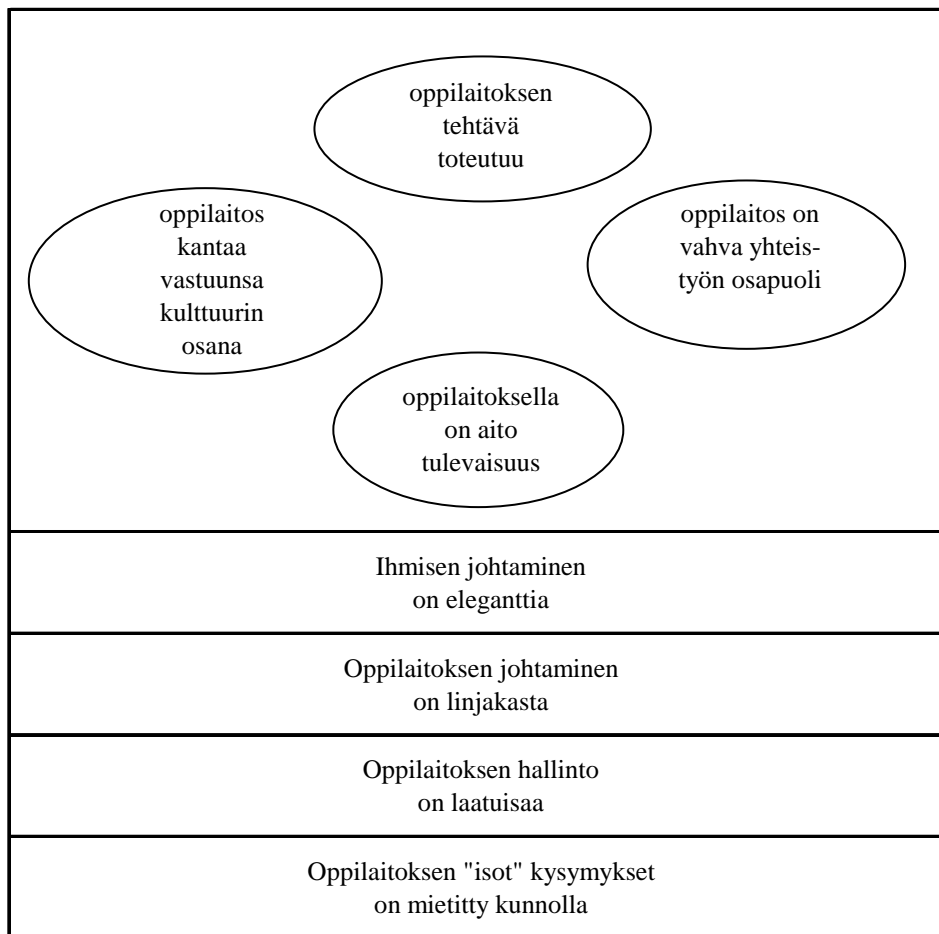 oppilaitoksen
tehtävä
toteutuu
oppilaitos
kantaa
vastuunsa
kulttuurin
osana
oppilaitos on
vahva yhteis-
työn osapuoli
oppilaitoksella
on aito
tulevaisuus
Ihmisen johtaminen
on eleganttia
Oppilaitoksen johtaminen
on linjakasta
Oppilaitoksen hallinto
on laatuisaa
Oppilaitoksen "isot" kysymykset
on mietitty kunnolla